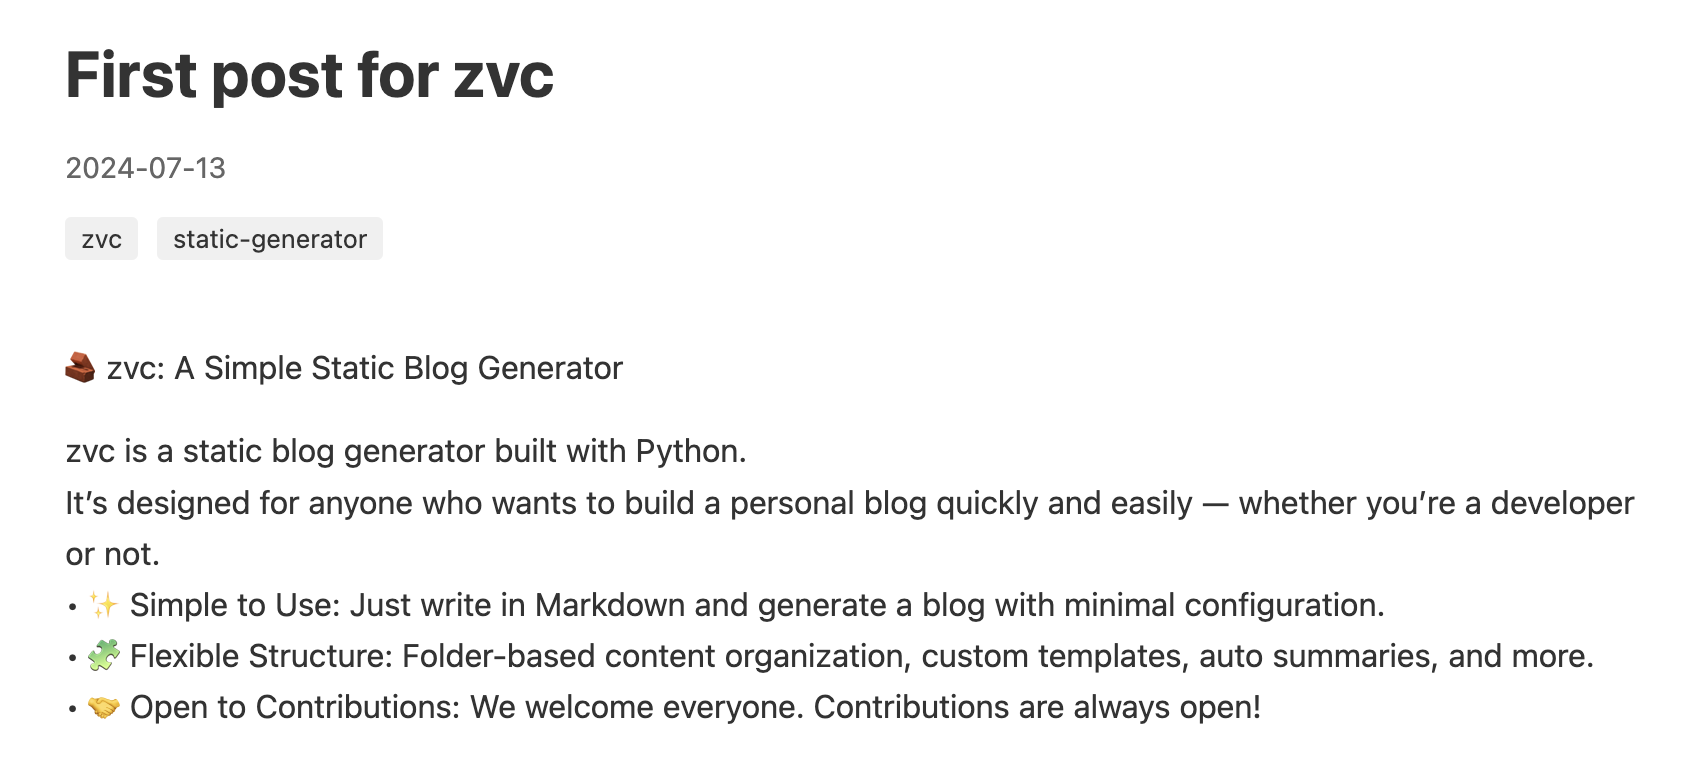 First post for zvc
2024-07-13
zvc static-generator
🧱 zvc: A Simple Static Blog Generator
zvc is a static blog generator built with Python.
It’s designed for anyone who wants to build a personal blog quickly and easily — whether you’re a developer
or not.
• ✨ Simple to Use: Just write in Markdown and generate a blog with minimal configuration.
• 🧩 Flexible Structure: Folder-based content organization, custom templates, auto summaries, and more.
• 🤝 Open to Contributions: We welcome everyone. Contributions are always open!